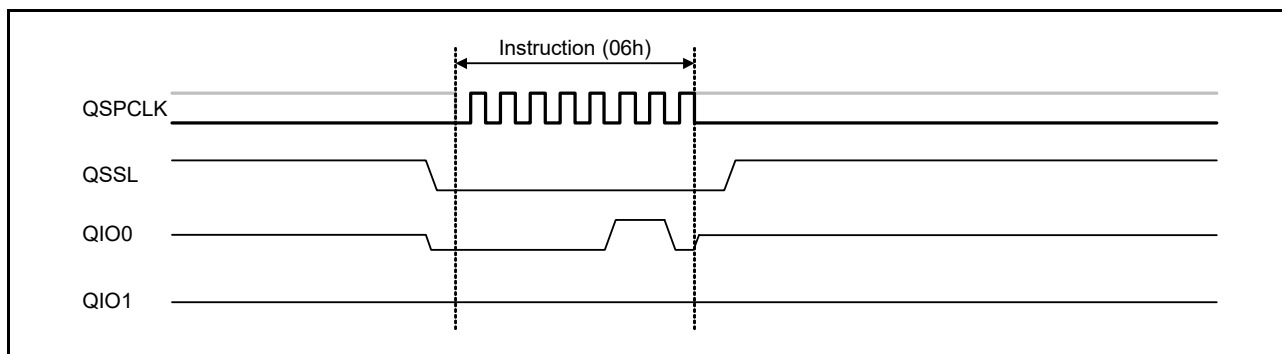 Instruction (06h)
QSPCLK
QSSL
QIO0
QIO1